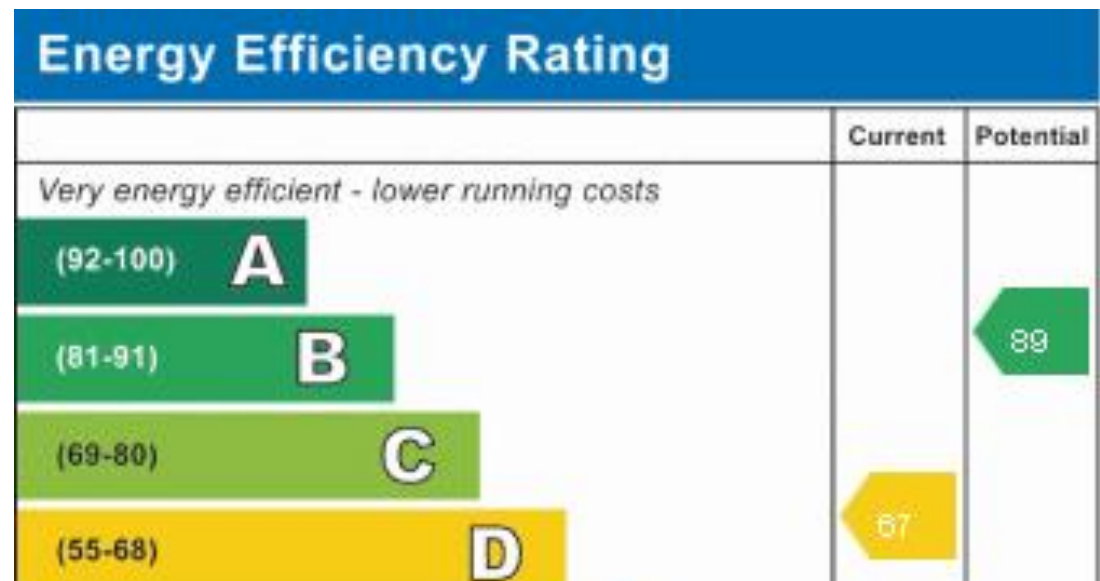 Energy Efficiency Rating
Current Potential
Very energy efficient - lower running costs
(92-100) A
(81-91) B
89
(69-80) C
67
(55-68) D